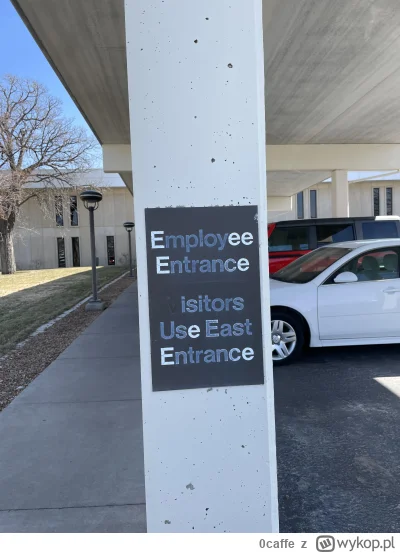 Employee
Entrance
isitors
Use East
Entrance
0caffe z wykop.pl